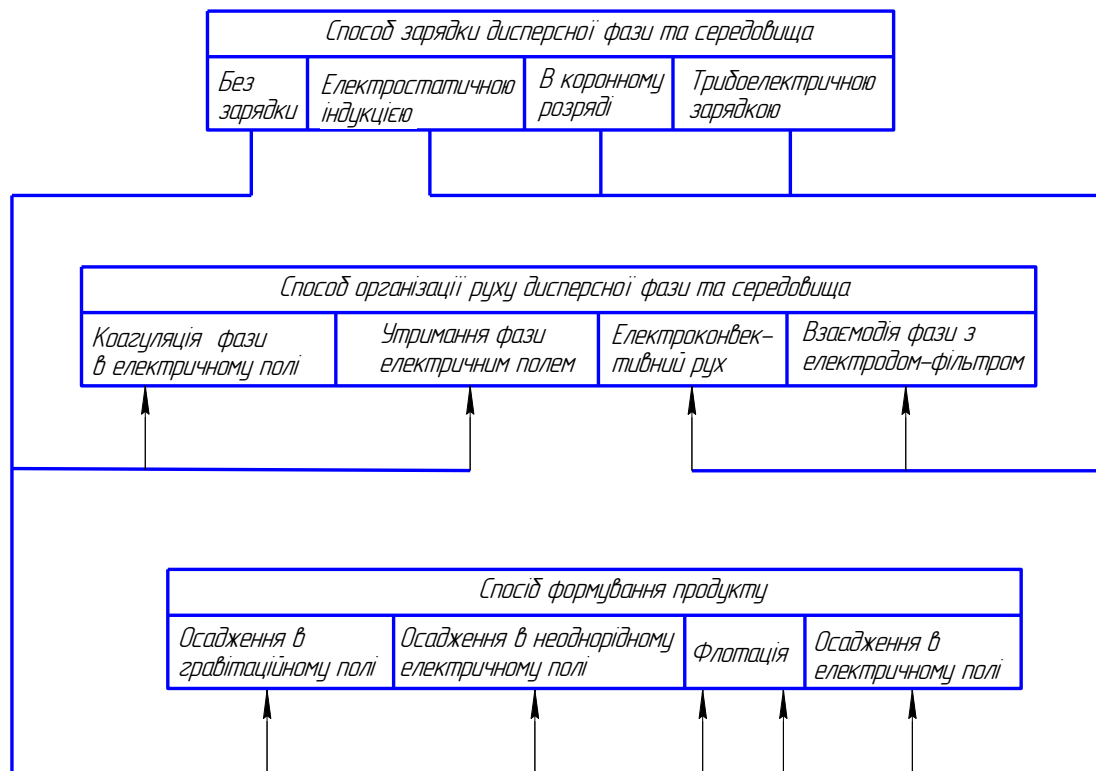 Способ зарядки дисперсної фази та середовища
Без
зарядки
Електростатичною
індукцією
В коронному
розряді
Трибоелектричною
зарядкою
Способ організації руху дисперсної фази та середовища
Коагуляція фази
в електричному полі
Утримання фази
електричним полем
Електроконвек-
тивний рух
Взаємодія фази з
електродом-фільтром
Спосіб формування продукту
Осадження в
гравітаційному полі
Осадження в неоднорідному
електричному полі
Флотація
Осадження в
електричному полі